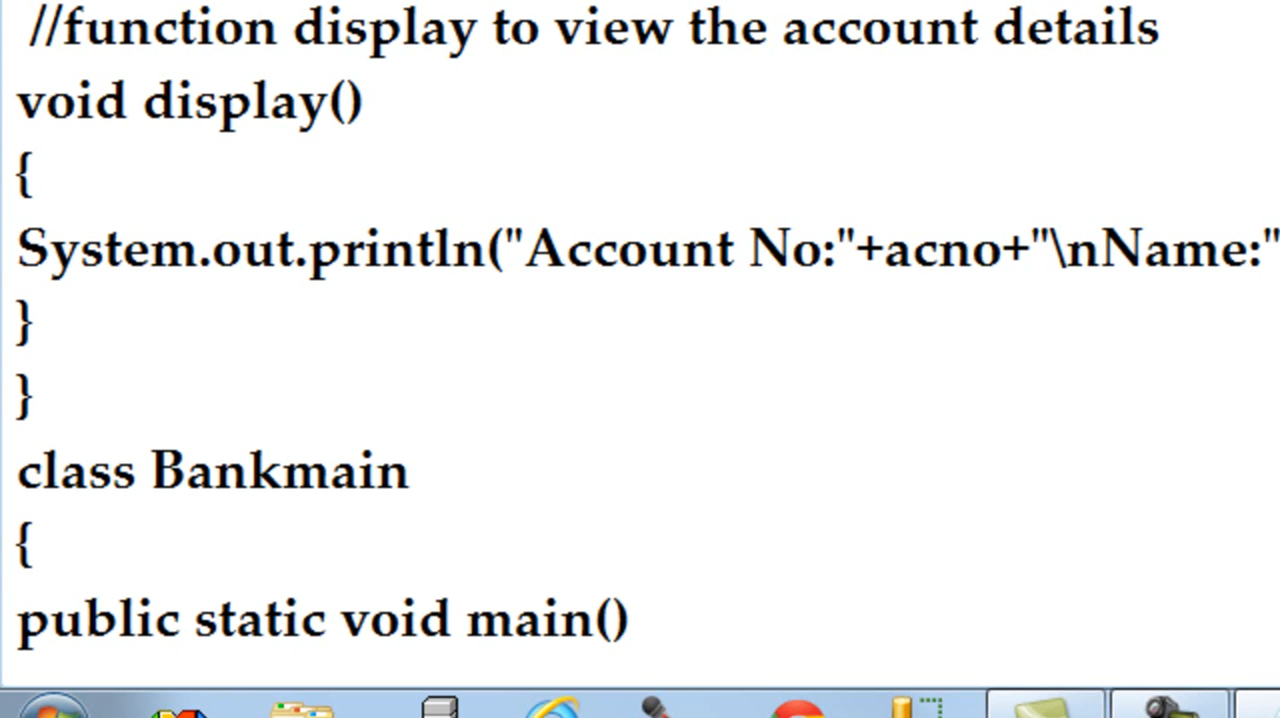 //function display to view the account details
void display()
{
System.out.println("Account No:"+acno+"\nName:"
}
}
class Bankmain
{
public static void main()